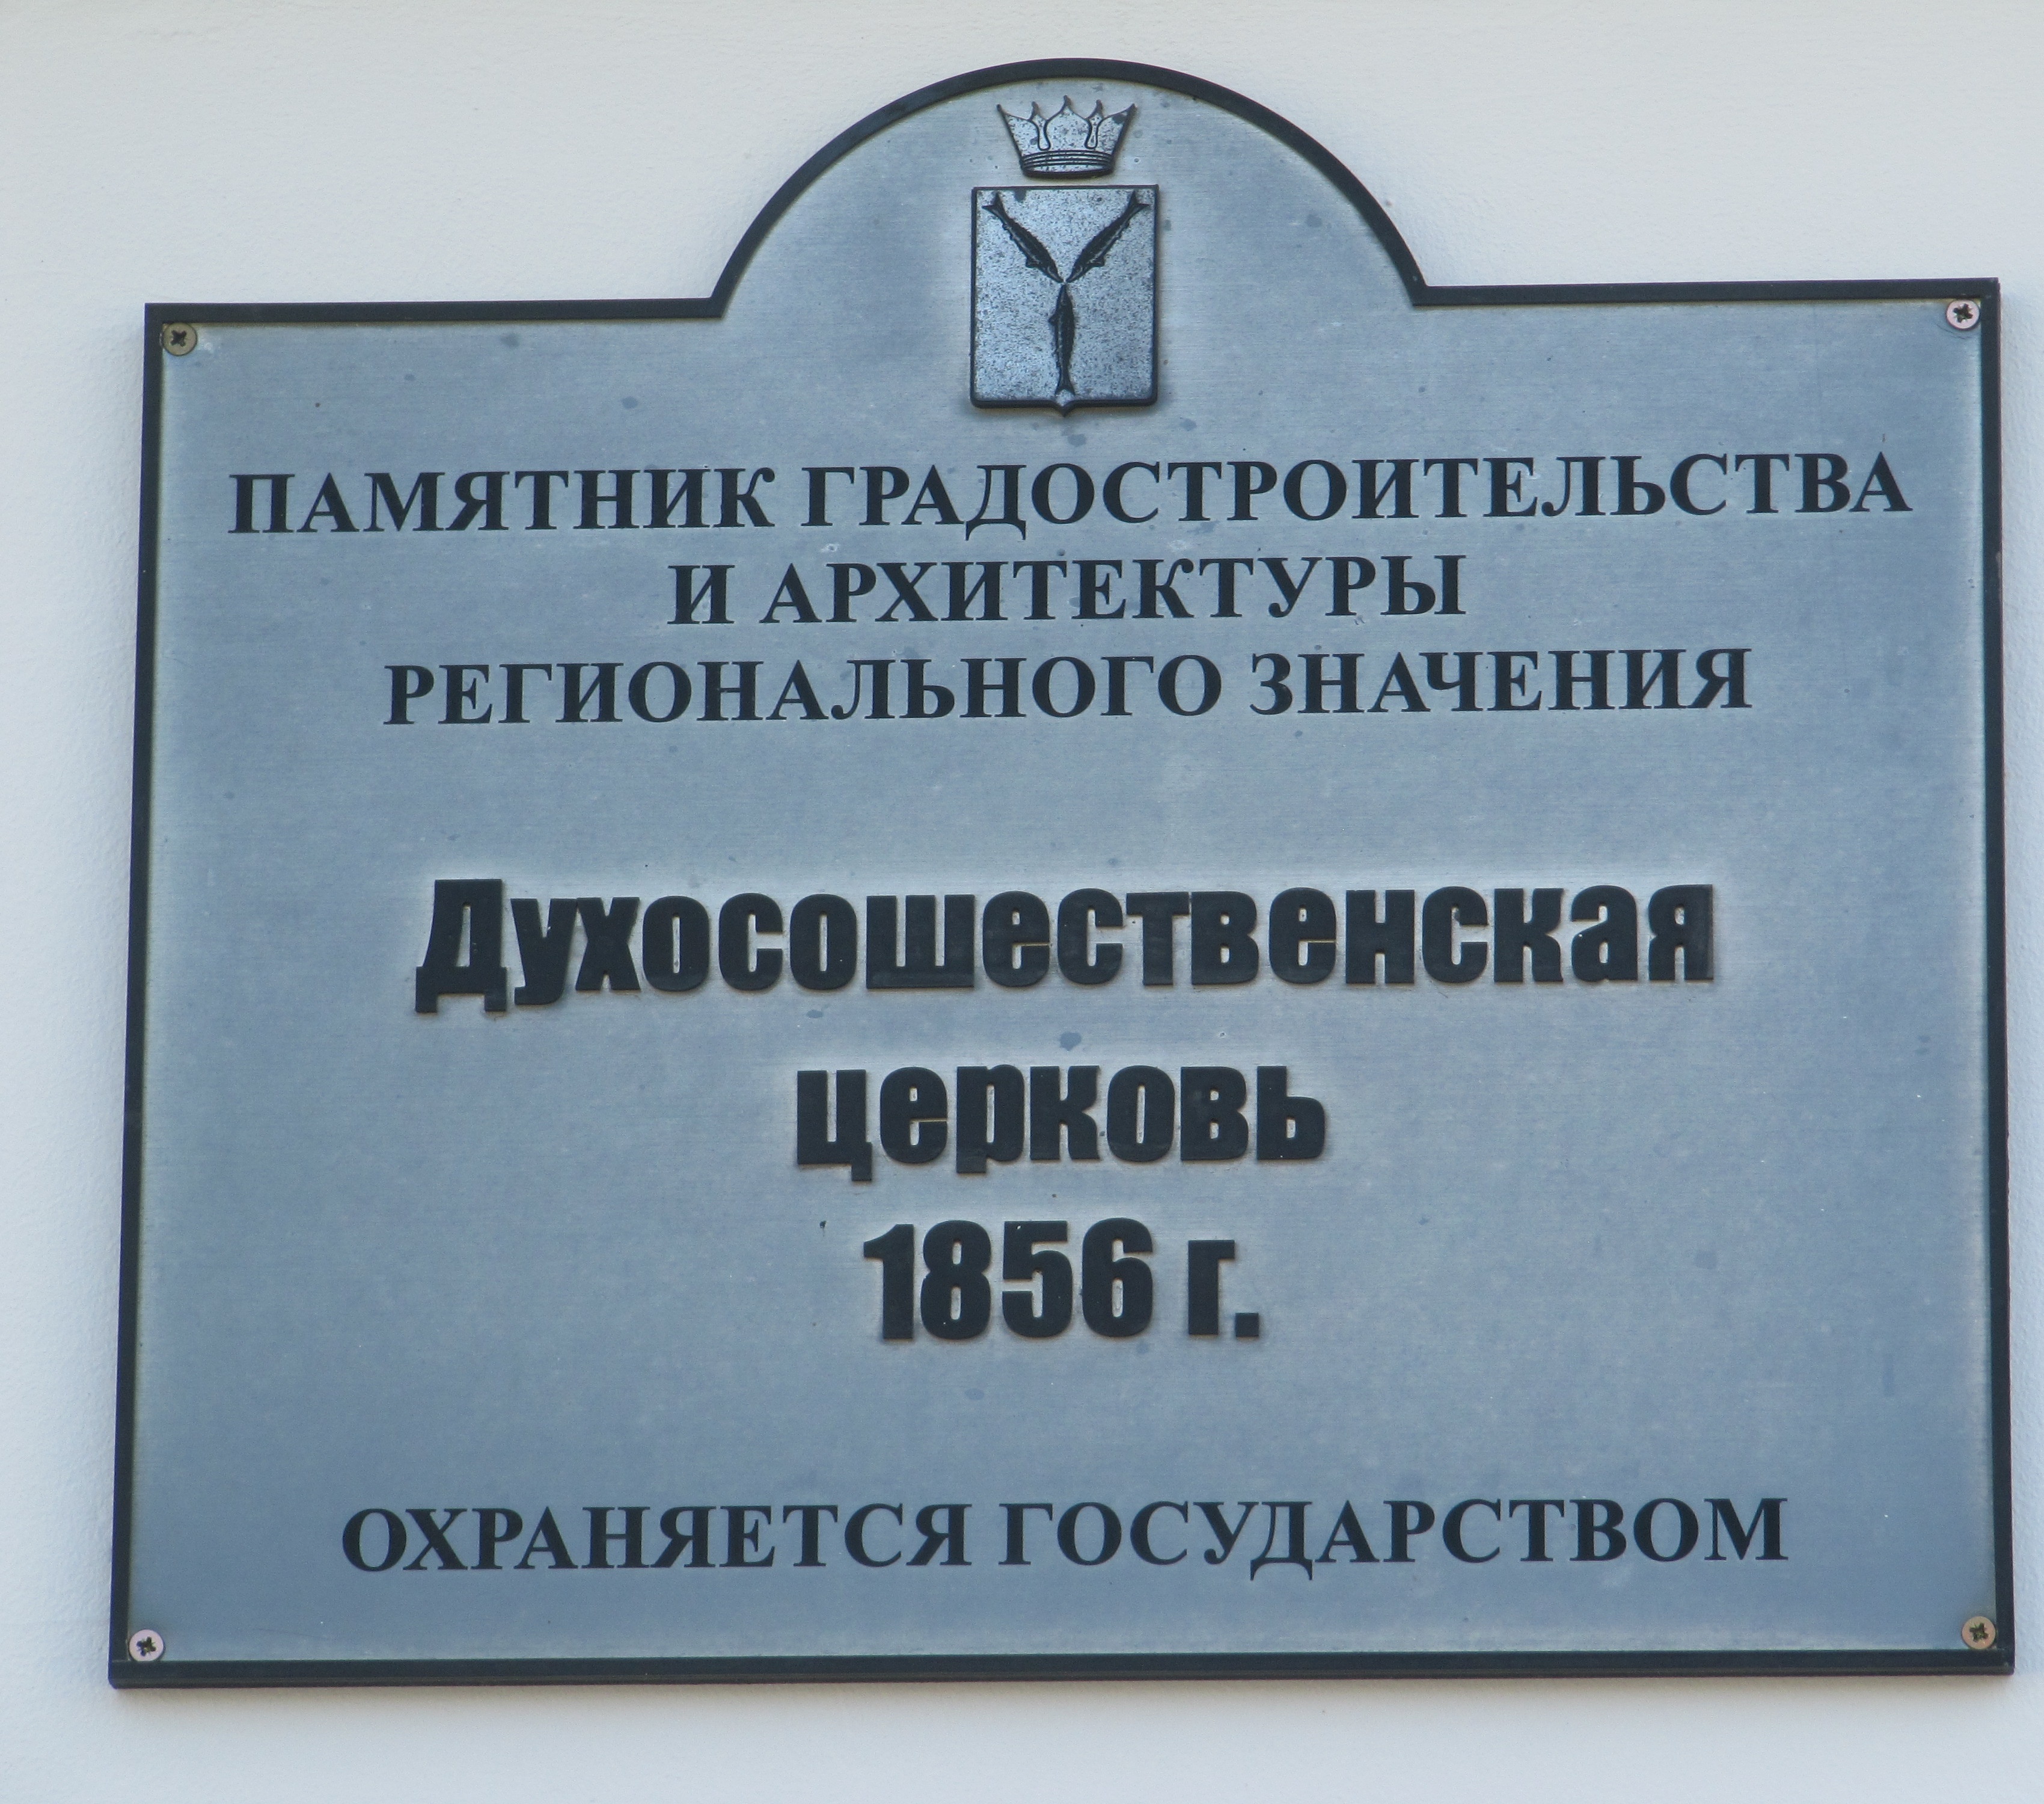 ПАМЯТНИК ГРАДОСТРОИТЕЛЬСТВА
И АРХИТЕКТУРЫ
РЕГИОНАЛЬНОГО ЗНАЧЕНИЯ
Духосошественская
церковь
1856 г.
ОХРАНЯЕТСЯ ГОСУДАРСТВОМ